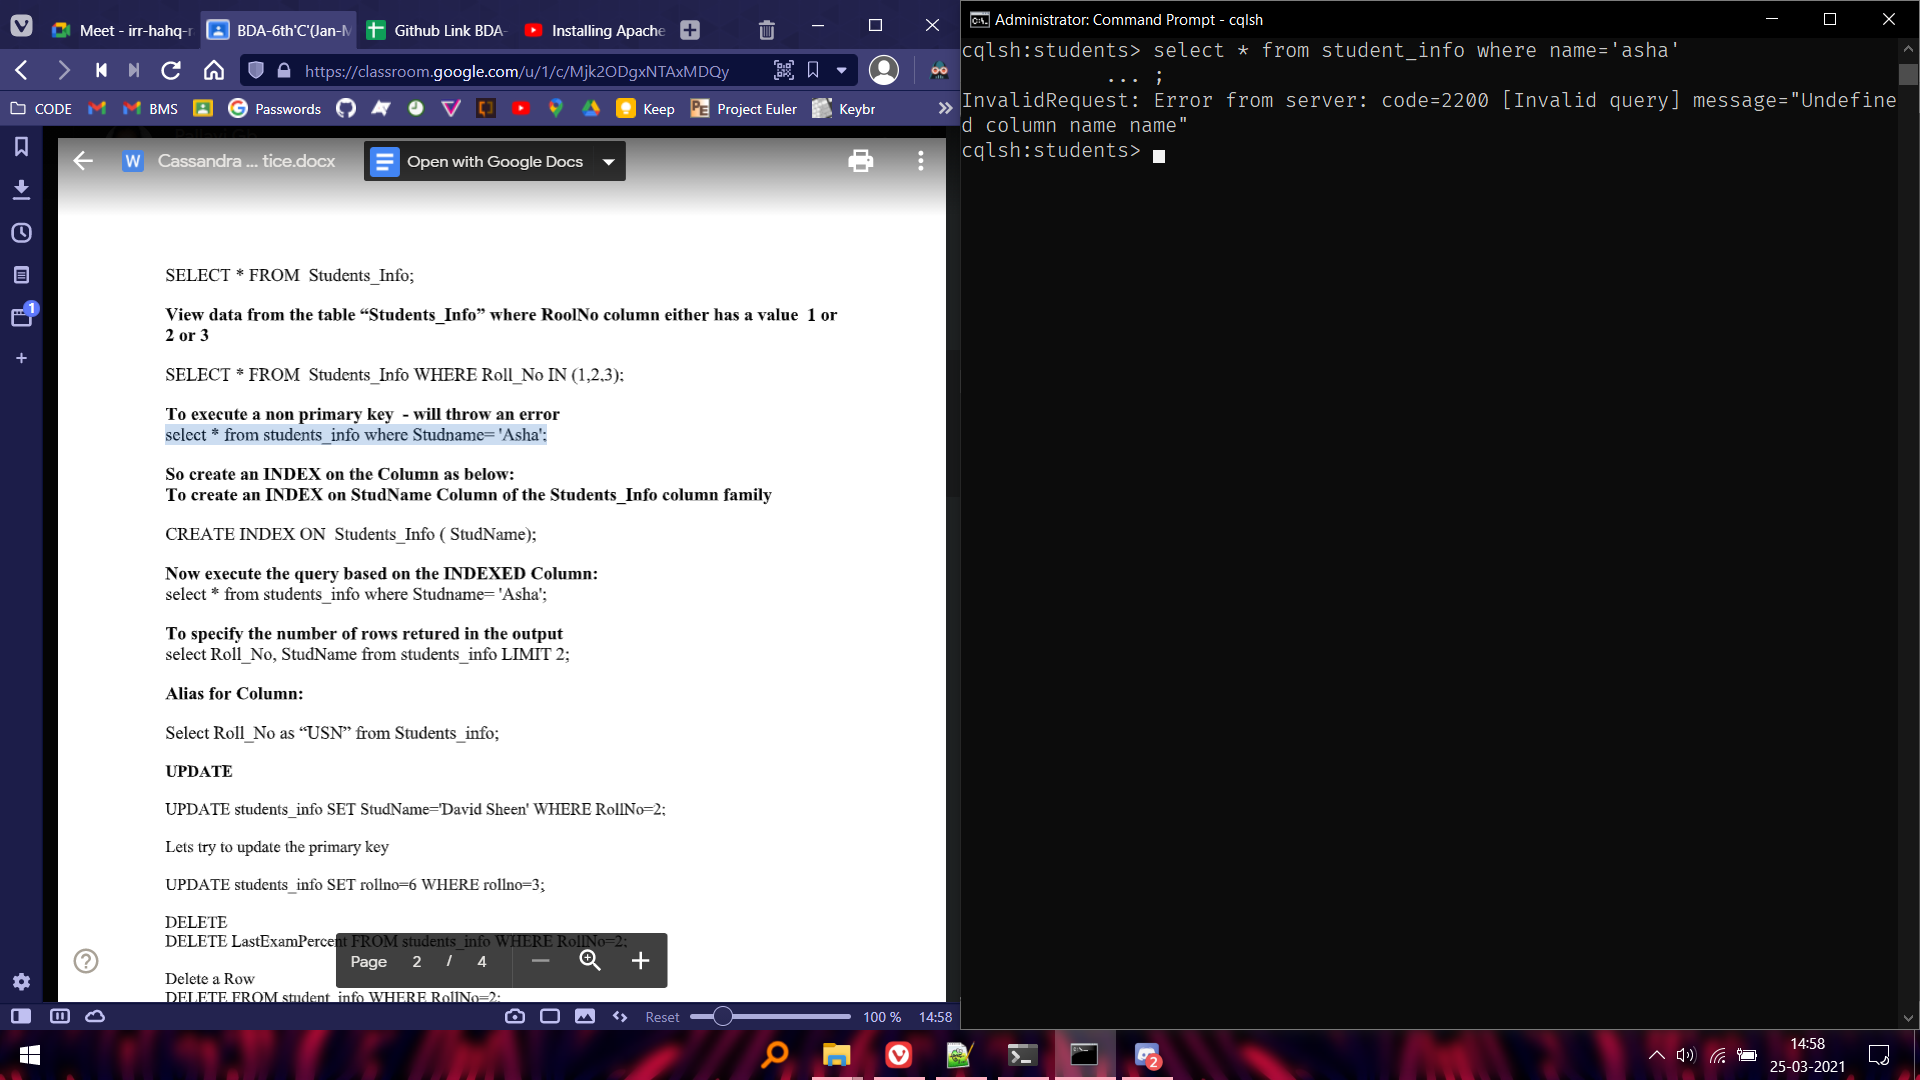 Meet - irr-hahq-r
BDA-6th'C'(Jan-M
Github Link BDA-
Installing Apache
https://classroom.google.com/u/1/c/Mjk2ODgxNTAxMDQy
CODE
BMS
Passwords
Keep
Project Euler
Keybr
Cassandra ... tice.docx
Open with Google Docs
SELECT * FROM  Students_Info;
View data from the table “Students_Info” where RoolNo column either has a value  1 or
2 or 3
SELECT * FROM  Students_Info WHERE Roll_No IN (1,2,3);
To execute a non primary key  - will throw an error
select * from students_info where Studname= 'Asha';
So create an INDEX on the Column as below:
To create an INDEX on StudName Column of the Students_Info column family
CREATE INDEX ON  Students_Info ( StudName);
Now execute the query based on the INDEXED Column:
select * from students_info where Studname= 'Asha';
To specify the number of rows retured in the output
select Roll_No, StudName from students_info LIMIT 2;
Alias for Column:
Select Roll_No as “USN” from Students_info;
UPDATE
UPDATE students_info SET StudName='David Sheen' WHERE RollNo=2;
Lets try to update the primary key
UPDATE students_info SET rollno=6 WHERE rollno=3;
DELETE
DELETE LastExamPercent FROM students_info WHERE RollNo=2;
Page 2 / 4
Delete a Row
DELETE FROM student_info WHERE RollNo=2;
1
Reset
100 %
14:58
Administrator: Command Prompt - cqlsh
cqlsh:students> select * from student_info where name='asha'
... ;
InvalidRequest: Error from server: code=2200 [Invalid query] message="Undefine
d column name name"
cqlsh:students>
2
14:58
25-03-2021